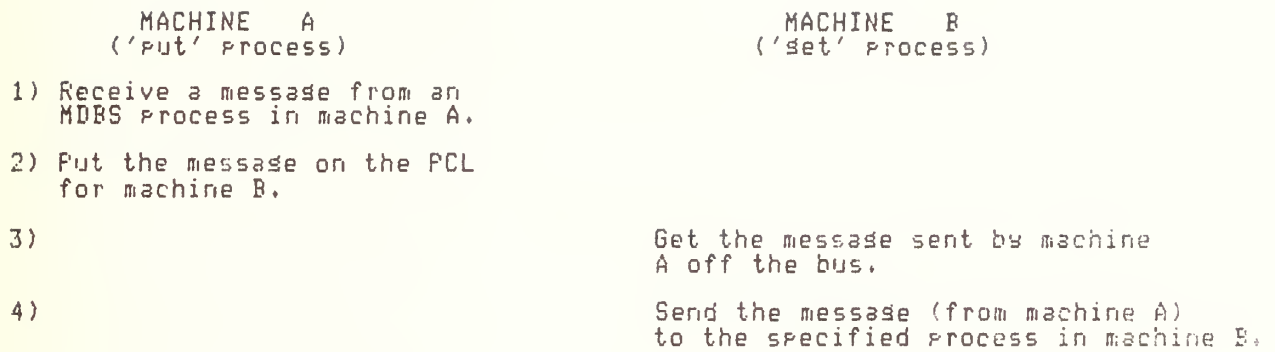 MACHINE A MACHINE B
('put' process) ('get' process)
1) Receive a message from an
MDBS process in machine A.
2) Put the message on the PCL
for machine B.
3) Get the message sent by machine
A off the bus.
4) Send the message (from machine A)
to the specified process in machine B.